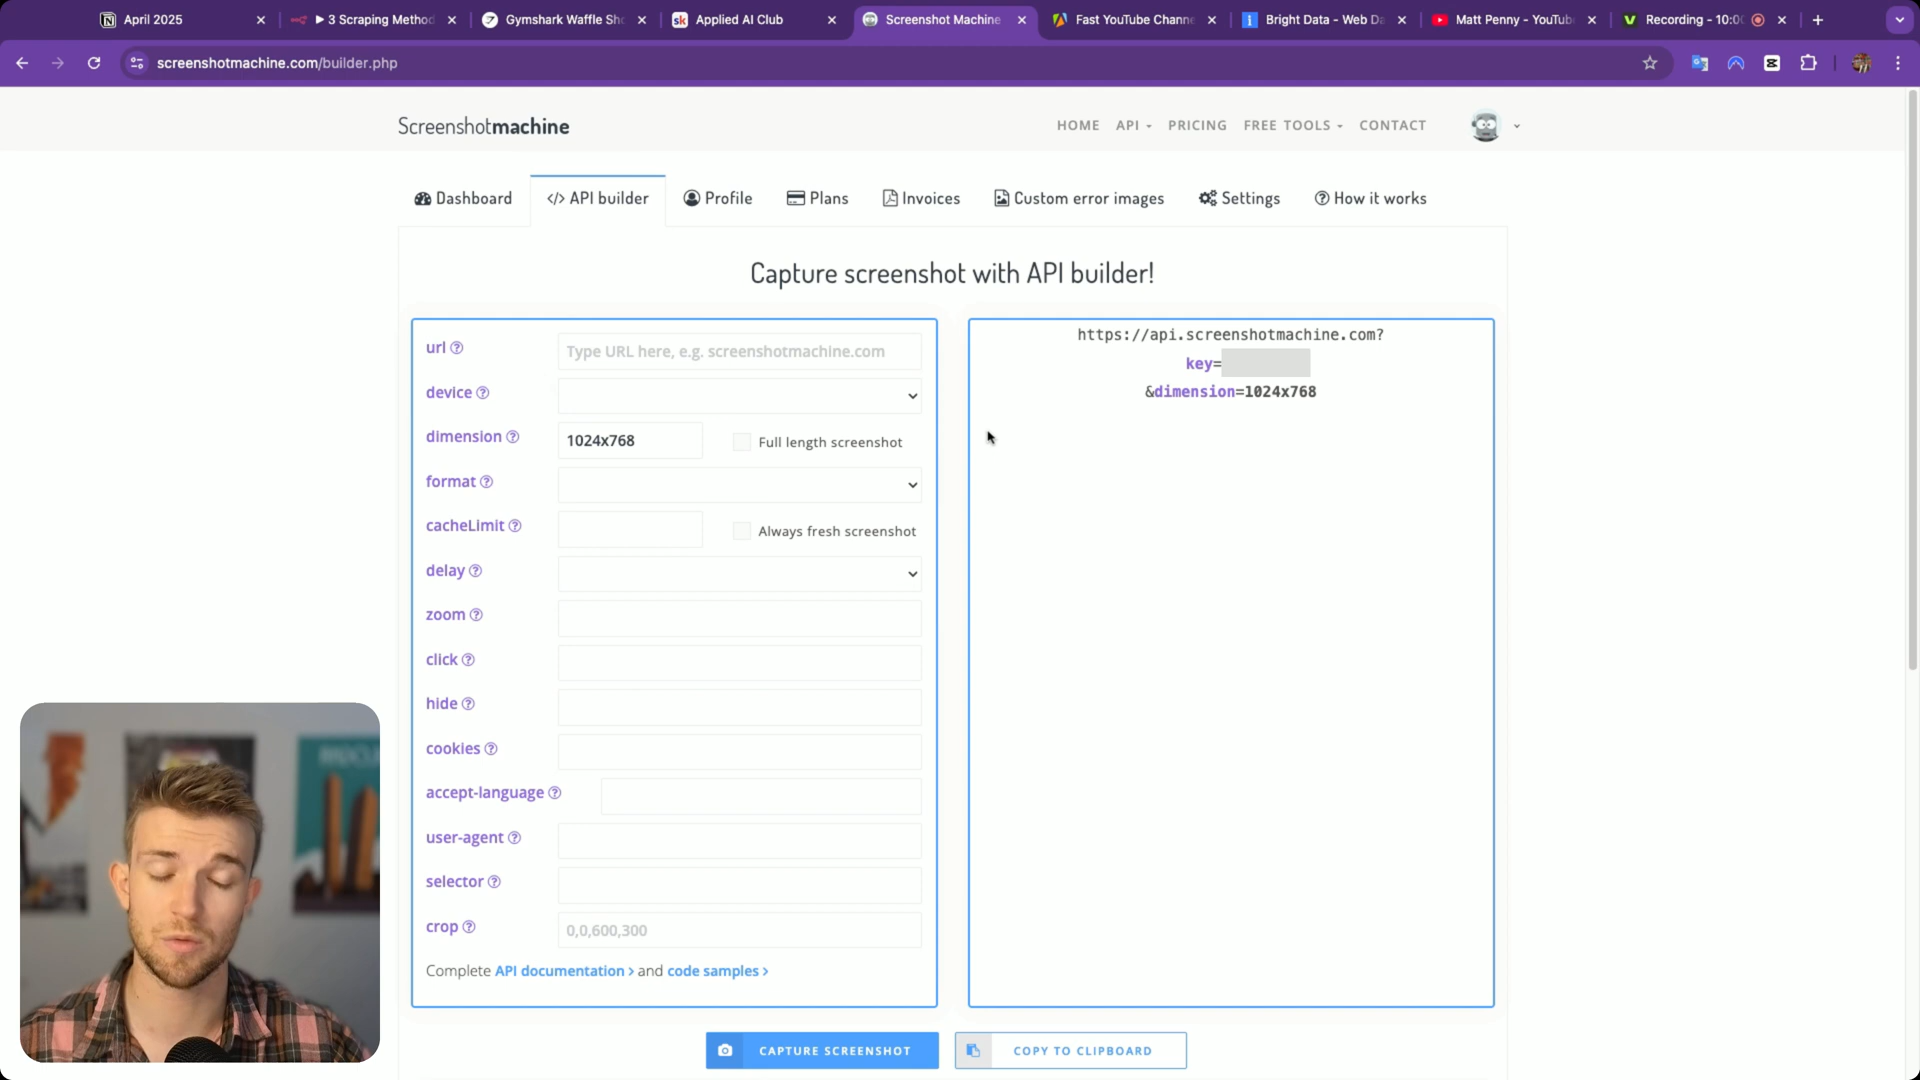 April 2025
3 Scraping Method
Gymshark Waffle Sh
Applied AI Club
Screenshot Machine
Fast YouTube Chann
Bright Data - Web Da
Matt Penny - YouTub
Recording - 10:0
screenshotmachine.com/builder.php
Screenshotmachine
HOME
API
PRICING
FREE TOOLS
CONTACT
Dashboard
</> API builder
Profile
Plans
Invoices
Custom error images
Settings
How it works
Capture screenshot with API builder!
url
Type URL here, e.g. screenshotmachine.com
device
dimension
1024x768
Full length screenshot
format
cacheLimit
Always fresh screenshot
delay
zoom
click
hide
cookies
accept-language
user-agent
selector
crop
0,0,600,300
Complete API documentation > and code samples >
https://api.screenshotmachine.com?
key=
&dimension=1024x768
CAPTURE SCREENSHOT
COPY TO CLIPBOARD